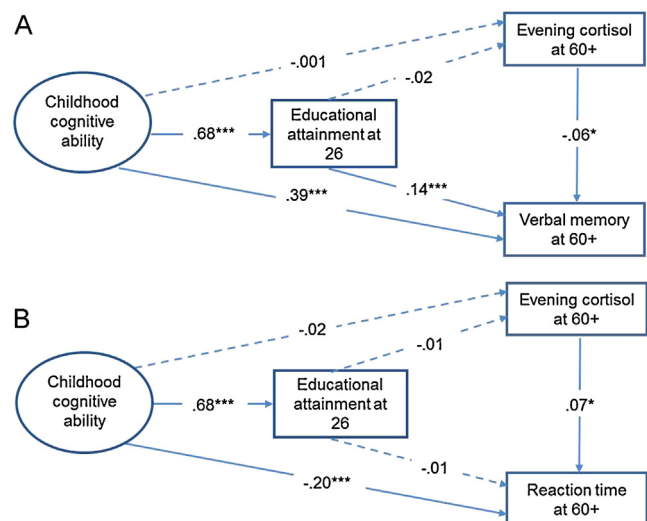 A
Evening cortisol
at 60+
-.001
-.02
Childhood
cognitive
ability
.68***
Educational
attainment at
26
-.06*
.39***
.14***
Verbal memory
at 60+
B
Evening cortisol
at 60+
-.02
-.01
Childhood
cognitive
ability
.68***
Educational
attainment at
26
.07*
-.01
-.20***
Reaction time
at 60+